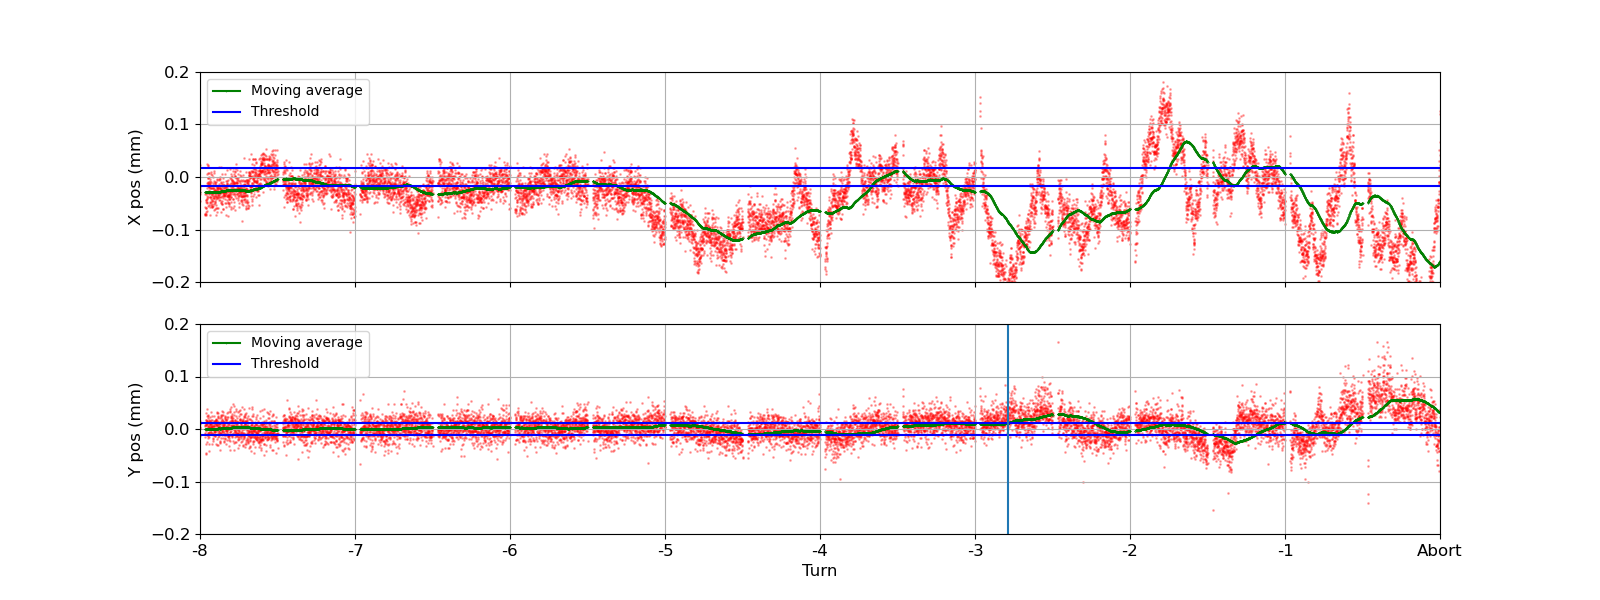 0.2
0.1
0.0
−0.1
−0.2
X pos (mm)
Moving average
Threshold
0.2
0.1
0.0
−0.1
−0.2
Y pos (mm)
Moving average
Threshold
-8 -7 -6 -5 -4 -3 -2 -1 Abort
Turn